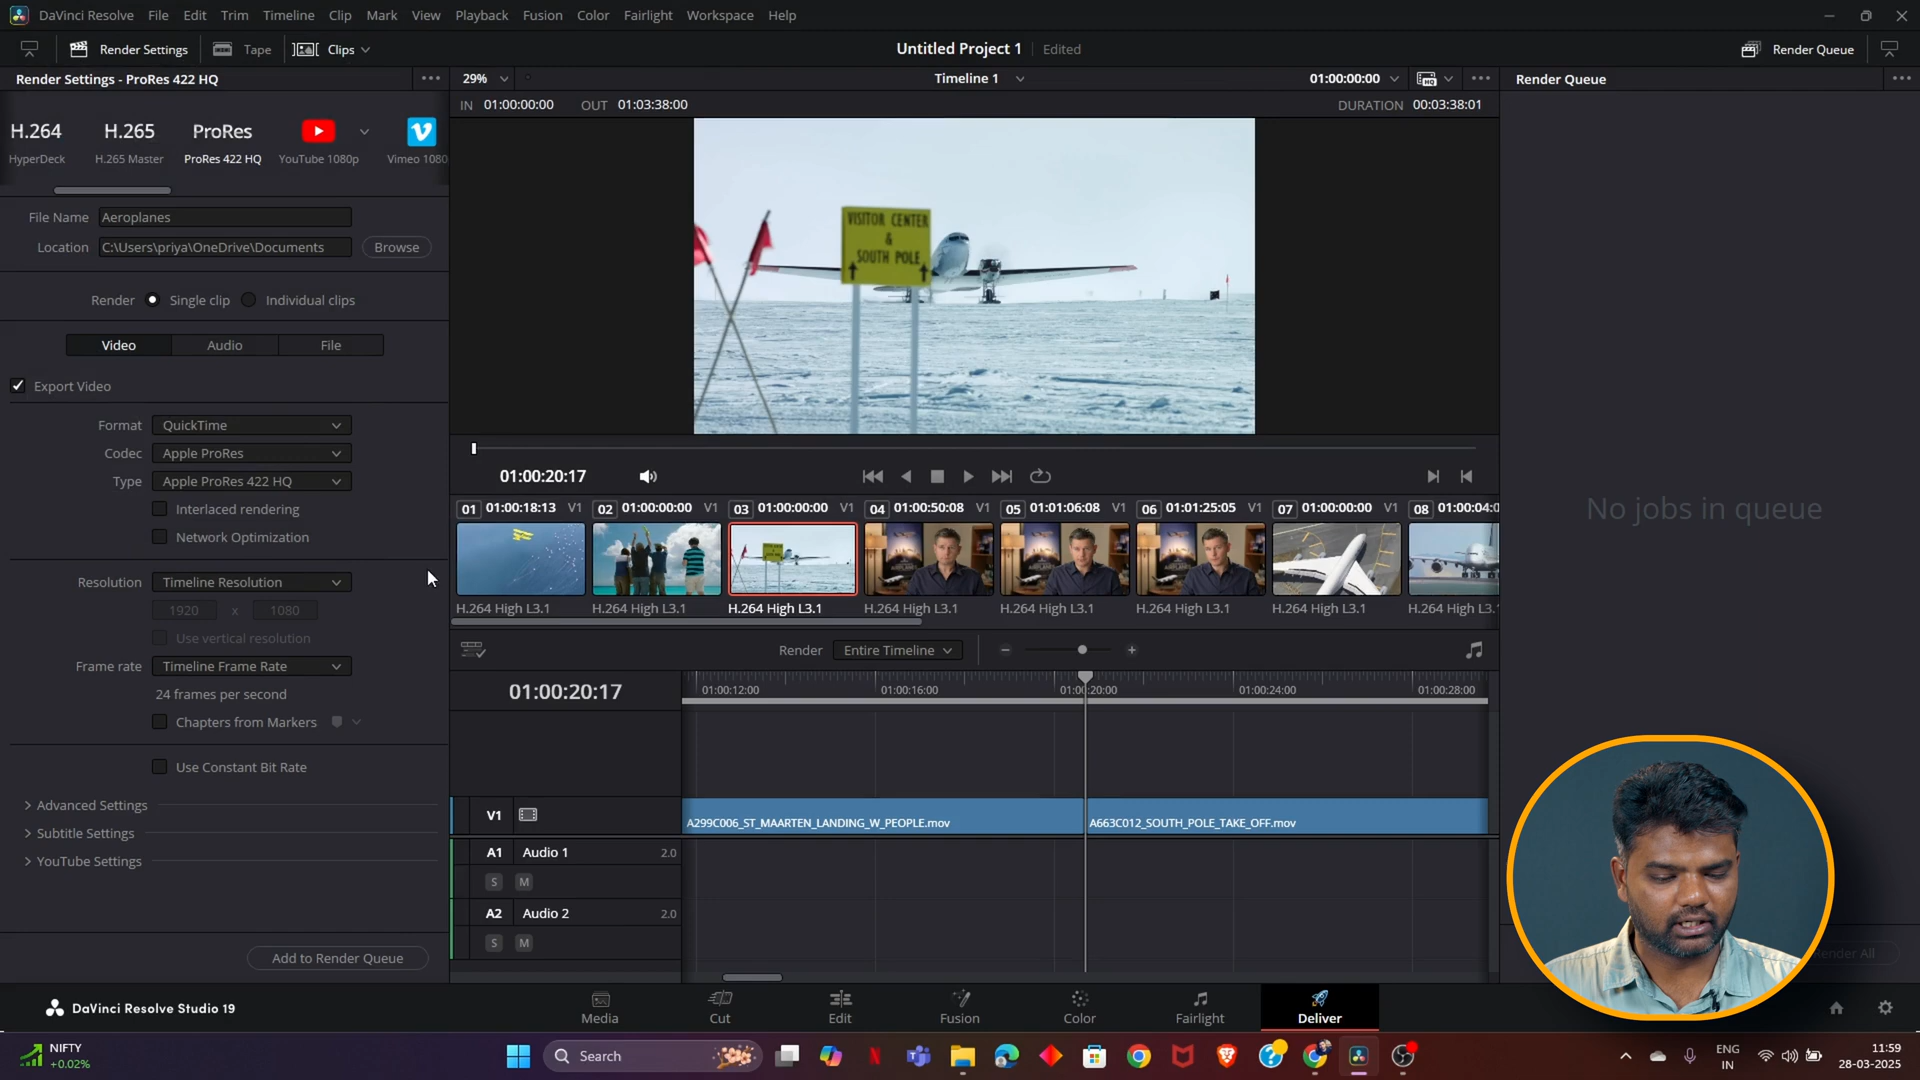 DaVinci Resolve File Edit Trim Timeline Clip Mark View Playback Fusion Color Fairlight Workspace Help
Render Settings Tape Clips Untitled Project 1 Edited Render Queue
Render Settings - ProRes 422 HQ 29% Timeline 1 01:00:00:00 Render Queue
IN 01:00:00:00 OUT 01:03:38:00 DURATION 00:03:38:01
H.264 H.265 ProRes
HyperDeck H.265 Master ProRes 422 HQ YouTube 1080p Vimeo 1080
VISITOR CENTER
&
SOUTH POLE
File Name Aeroplanes
Location C:\Users\priya\OneDrive\Documents Browse
Render Single clip Individual clips
Video Audio File
Export Video
Format QuickTime
Codec Apple ProRes
Type Apple ProRes 422 HQ
Interlaced rendering
Network Optimization
Resolution Timeline Resolution
1920 x 1080
Use vertical resolution
Frame rate Timeline Frame Rate
24 frames per second
Chapters from Markers
Use Constant Bit Rate
Advanced Settings
Subtitle Settings
YouTube Settings
Add to Render Queue
01:00:20:17
01 01:00:18:13 V1 02 01:00:00:00 V1 03 01:00:00:00 V1 04 01:00:50:08 V1 05 01:01:06:08 V1 06 01:01:25:05 V1 07 01:00:00:00 V1 08 01:00:04:0
H.264 High L3.1 H.264 High L3.1 H.264 High L3.1 H.264 High L3.1 H.264 High L3.1 H.264 High L3.1 H.264 High L3.1 H.264 High L3.
Render Entire Timeline
01:00:20:17 01:00:12:00 01:00:16:00 01:00:20:00 01:00:24:00 01:00:28:00
V1 A299C006_ST_MAARTEN_LANDING_W_PEOPLE.mov A663C012_SOUTH_POLE_TAKE_OFF.mov
A1 Audio 1 2.0
S M
A2 Audio 2 2.0
S M
No jobs in queue
ender All
DaVinci Resolve Studio 19 Media Cut Edit Fusion Color Fairlight Deliver
NIFTY
+0.02%
Search
ENG
IN
11:59
28-03-2025